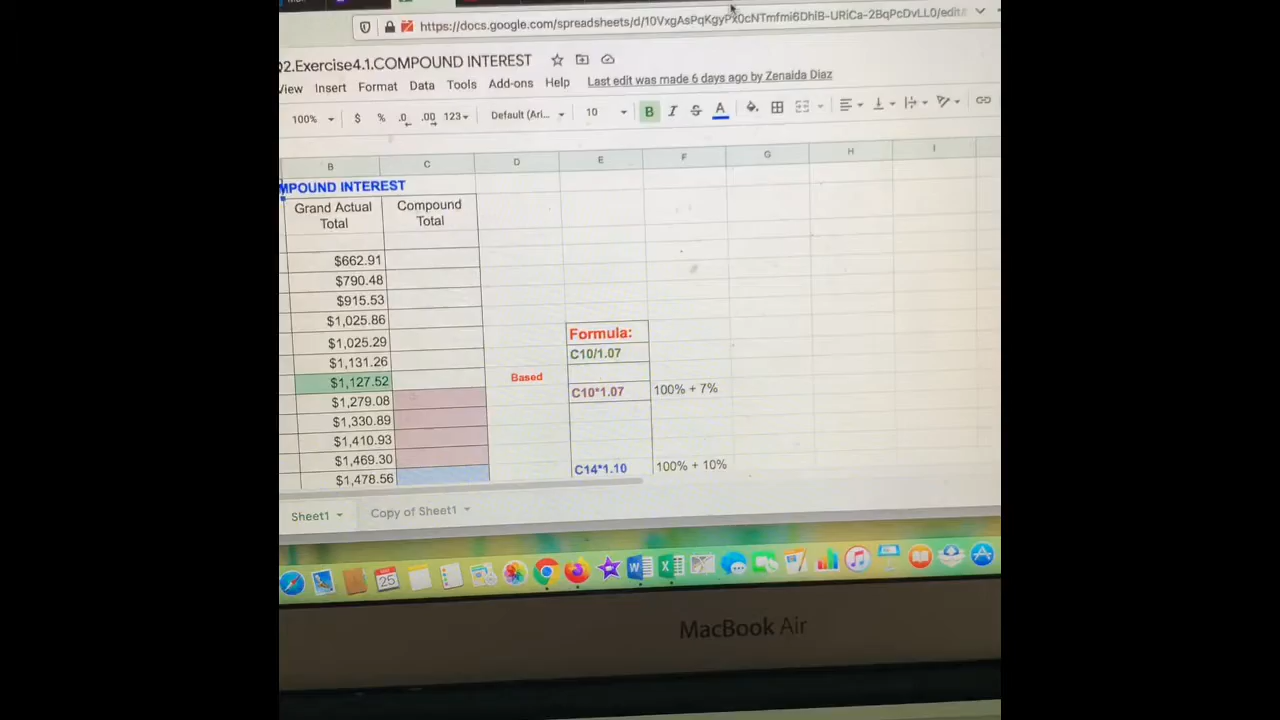 https://docs.google.com/spreadsheets/d/10VxgAsPqKgyPx0cNTmfmi6DhlB-URiCa-2BqPcDvLL0/edit
2.Exercise4.1.COMPOUND INTEREST
View Insert Format Data Tools Add-ons Help Last edit was made 6 days ago by Zenaida Diaz
100% $ % .0 .00 123 Default (Ari... 10 B I S A
B C D E F G H I
MPOUND INTEREST
Grand Actual Total Compound Total
$662.91
$790.48
$915.53
$1,025.86
$1,025.29 Formula:
$1,131.26 C10/1.07
$1,127.52 Based
$1,279.08 C10*1.07 100% + 7%
$1,330.89
$1,410.93
$1,469.30
$1,478.56 C14*1.10 100% + 10%
Sheet1 Copy of Sheet1
25
MacBook Air